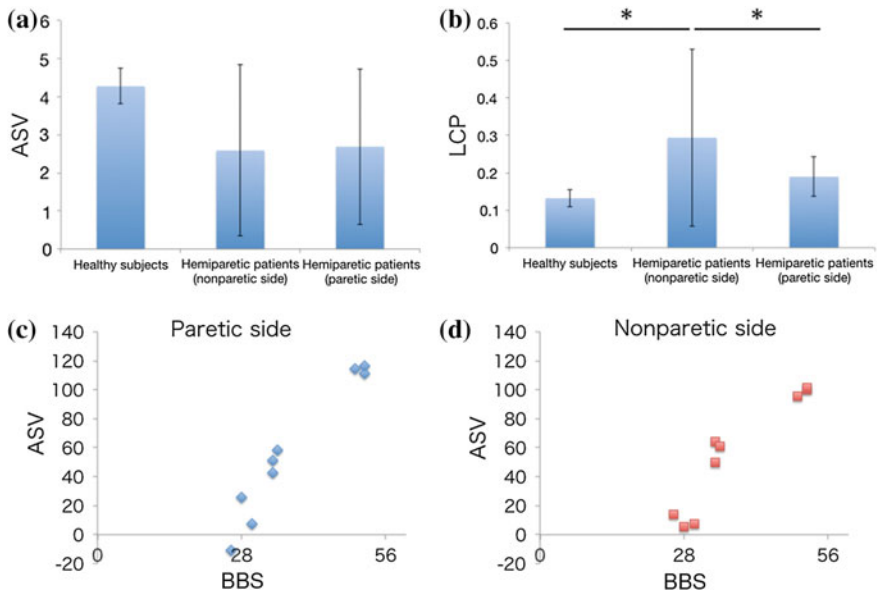 (a)
6
5
4
3
2
1
0
ASV
Healthy subjects
Hemiparetic patients
(nonparetic side)
Hemiparetic patients
(paretic side)
(b)
*
*
0.6
0.5
0.4
0.3
0.2
0.1
0
LCP
Healthy subjects
Hemiparetic patients
(nonparetic side)
Hemiparetic patients
(paretic side)
(c)
Paretic side
140
120
100
80
60
40
20
0
-20
ASV
0
28
56
BBS
(d)
Nonparetic side
140
120
100
80
60
40
20
0
-20
ASV
0
28
56
BBS